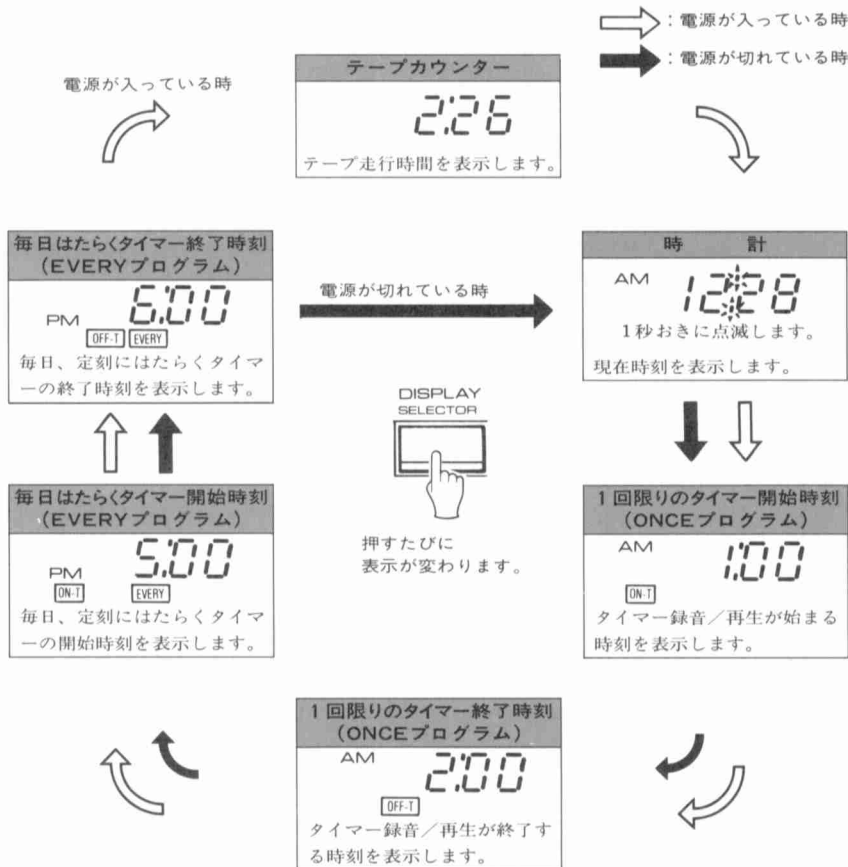 ：電源が入っている時
：電源が切れている時
電源が入っている時
テープカウンター
2:26
テープ走行時間を表示します。
毎日はたらくタイマー終了時刻
(EVERYプログラム)
PM 6:00
OFF-T EVERY
毎日、定刻にはたらくタイマ
ーの終了時刻を表示します。
電源が切れている時
時 計
AM 12:28
1秒おきに点滅します。
現在時刻を表示します。
DISPLAY
SELECTOR
押すたびに
表示が変わります。
毎日はたらくタイマー開始時刻
(EVERYプログラム)
PM 5:00
ON-T EVERY
毎日、定刻にはたらくタイマ
ーの開始時刻を表示します。
1回限りのタイマー開始時刻
(ONCEプログラム)
AM 1:00
ON-T
タイマー録音／再生が始まる
時刻を表示します。
1回限りのタイマー終了時刻
(ONCEプログラム)
AM 2:00
OFF-T
タイマー録音／再生が終了す
る時刻を表示します。